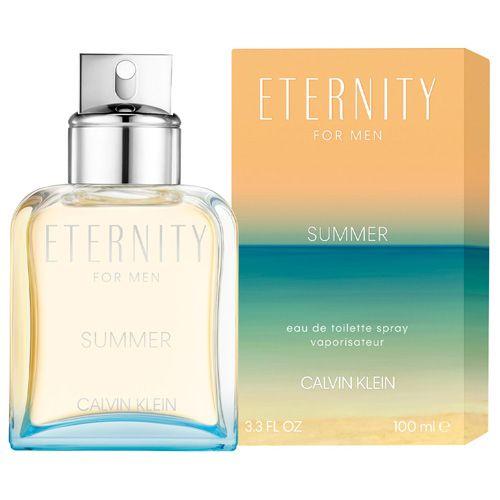 ETERNITY
FOR MEN
SUMMER
CALVIN KLEIN
ETERNITY
FOR MEN
SUMMER
eau de toilette spray
vaporisateur
CALVIN KLEIN
3.3 FL OZ 100 ml ℮